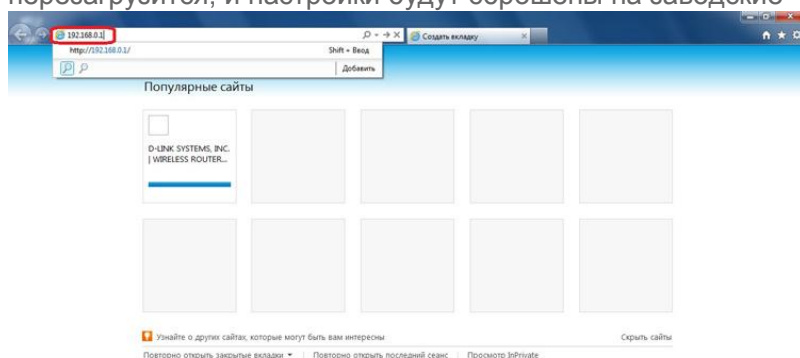 перезагрузится, и настройки будут сброшены на заводские
192.168.0.1
Создать вкладку
http://192.168.0.1/ Shift + Ввод
Добавить
Популярные сайты
D-LINK SYSTEMS, INC.
| WIRELESS ROUTER...
Узнайте о других сайтах, которые могут быть вам интересны
Скрыть сайты
Повторно открыть закрытые вкладки
Повторно открыть последний сеанс
Просмотр InPrivate